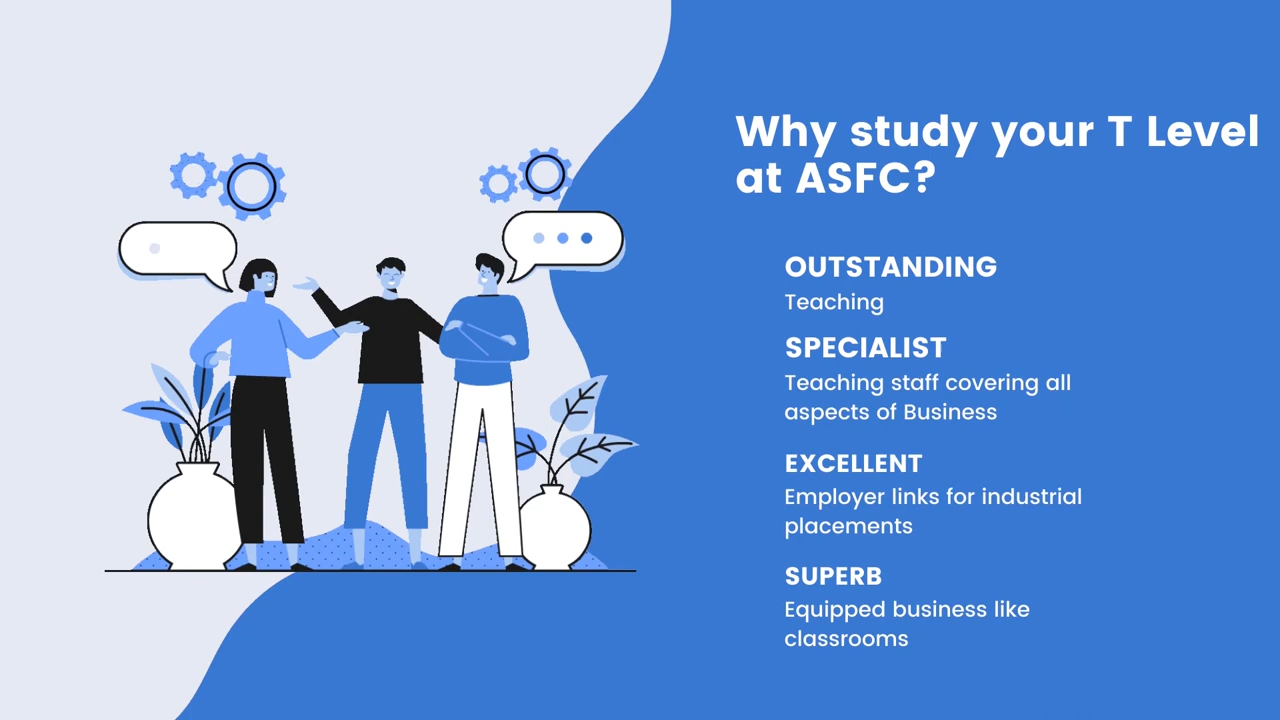 Why study your T Level
at ASFC?
OUTSTANDING
Teaching
SPECIALIST
Teaching staff covering all
aspects of Business
EXCELLENT
Employer links for industrial
placements
SUPERB
Equipped business like
classrooms